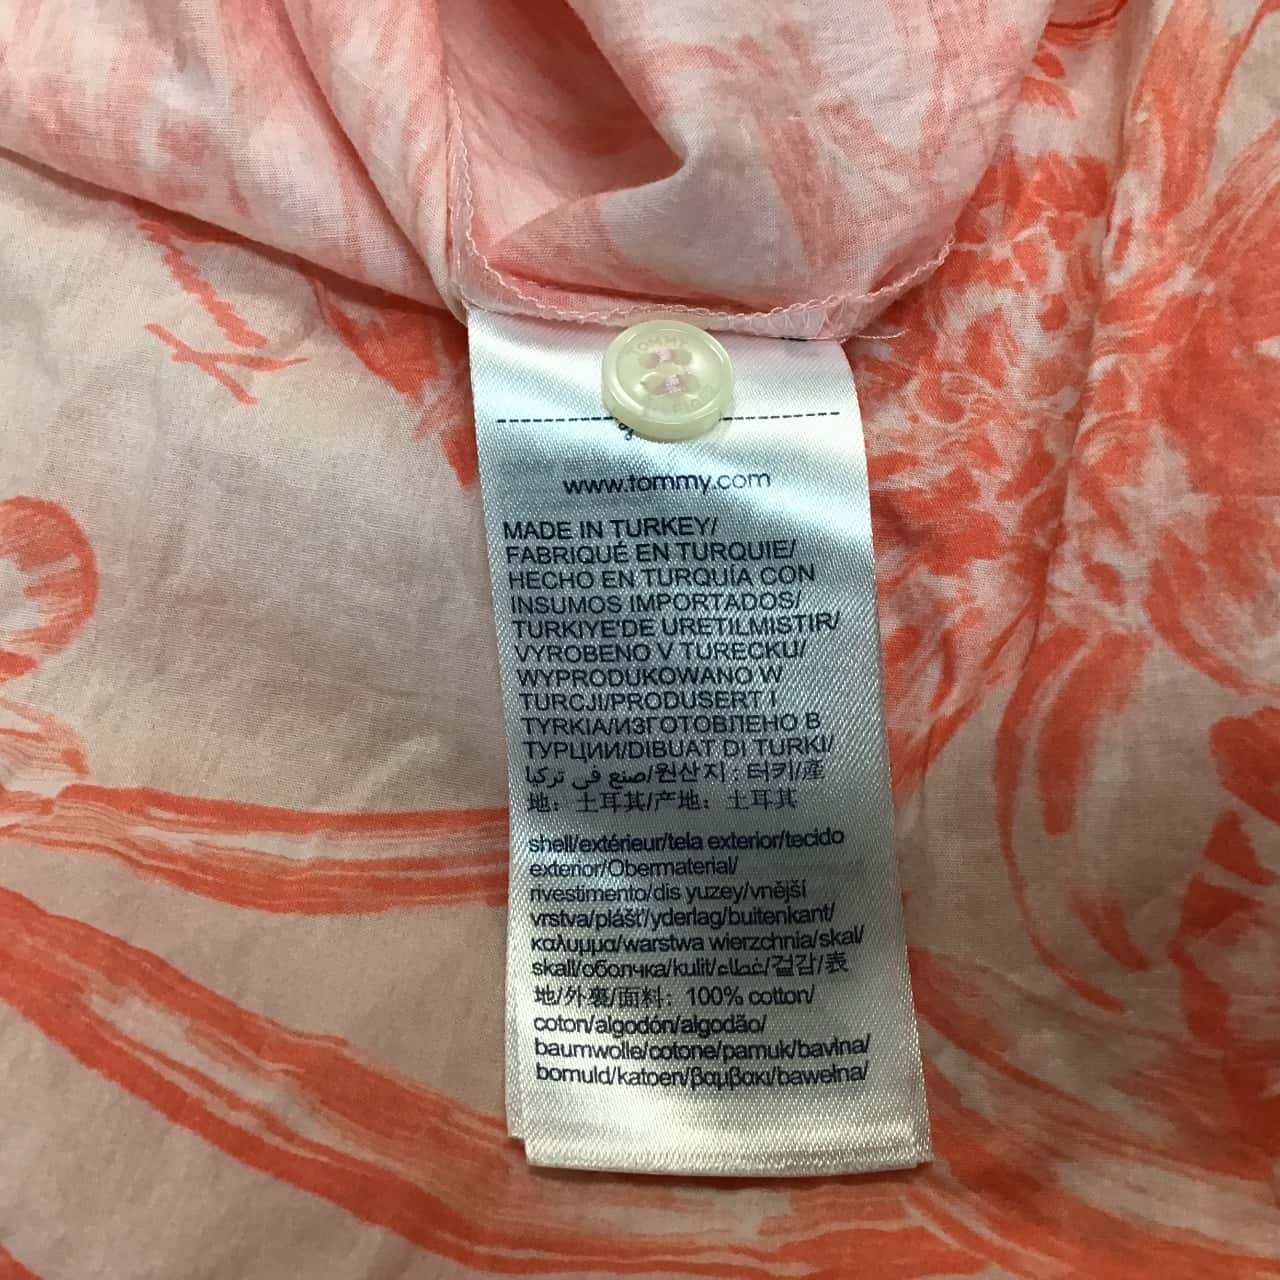 TOMMY
www.tommy.com
MADE IN TURKEY/
FABRIQUÉ EN TURQUIE/
HECHO EN TURQUÍA CON
INSUMOS IMPORTADOS/
TURKIYE'DE URETILMISTIR/
VYROBENO V TURECKU/
WYPRODUKOWANO W
TURCJI/PRODUSERT I
TYRKIA/ИЗГОТОВЛЕНО В
ТУРЦИИ/DIBUAT DI TURKI/
صنع في تركيا/원산지: 터키/產
地：土耳其/产地：土耳其
shell/extérieur/tela exterior/tecido
exterior/Obermaterial/
rivestimento/dis yuzey/vnější
vrstva/plášť/yderlag/buitenkant/
καλυμμα/warstwa wierzchnia/skal/
skall/оболчка/kulit/غطاء/겉감/表
地/外裏/面料：100% cotton/
coton/algodón/algodão/
baumwolle/cotone/pamuk/bavlna/
bomuld/katoen/βαμβακι/bawełna/